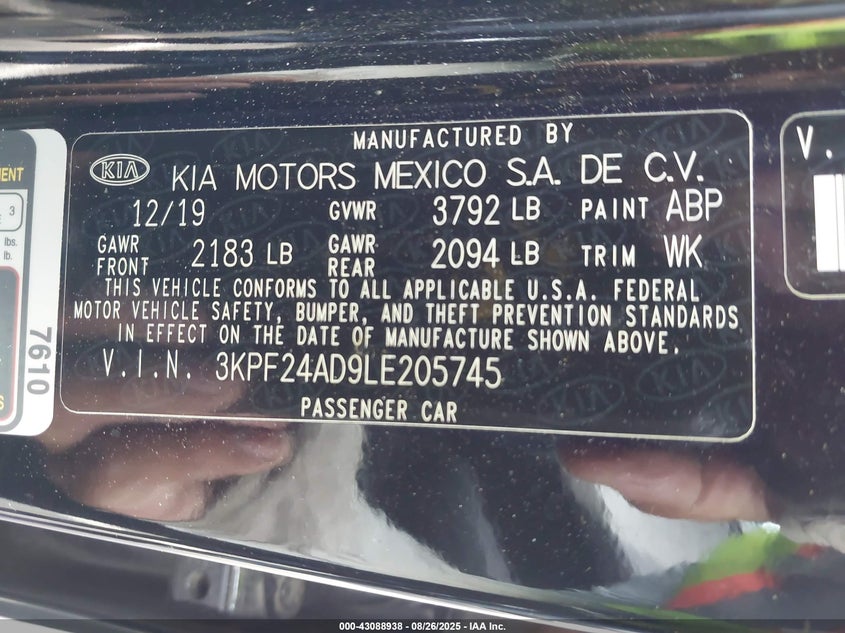 MANUFACTURED BY
KIA KIA MOTORS MEXICO S.A. DE C.V.
12/19 GVWR 3792 LB PAINT ABP
GAWR FRONT 2183 LB GAWR REAR 2094 LB TRIM WK
THIS VEHICLE CONFORMS TO ALL APPLICABLE U.S.A. FEDERAL
MOTOR VEHICLE SAFETY, BUMPER, AND THEFT PREVENTION STANDARDS
IN EFFECT ON THE DATE OF MANUFACTURE SHOWN ABOVE.
V.I.N. 3KPF24AD9LE205745
PASSENGER CAR
3
lbs.
lb.
7610
V.
000-43088938 - 08/26/2025 - IAA Inc.